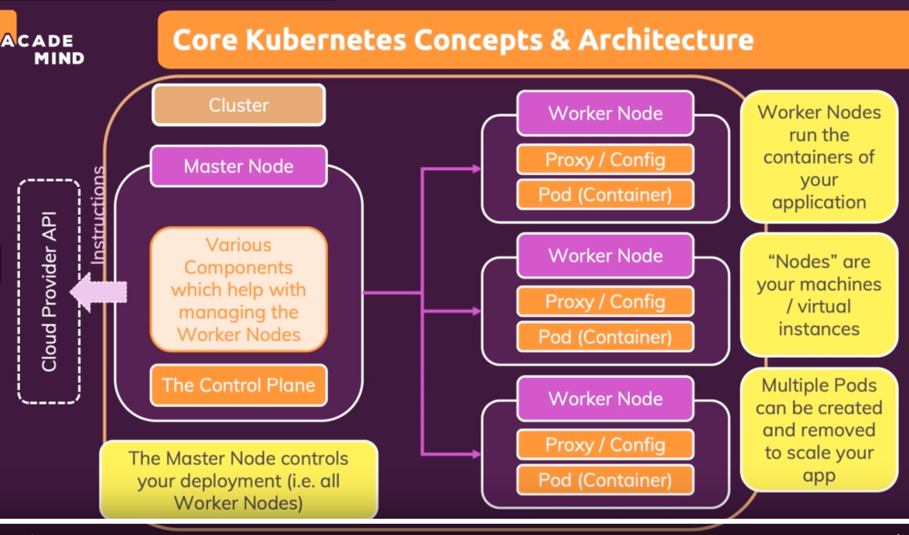 ACADE
MIND
Core Kubernetes Concepts & Architecture
Cluster
Master Node
Various
Components
which help with
managing the
Worker Nodes
The Control Plane
Instructions
Cloud Provider API
The Master Node controls
your deployment (i.e. all
Worker Nodes)
Worker Node
Proxy / Config
Pod (Container)
Worker Node
Proxy / Config
Pod (Container)
Worker Node
Proxy / Config
Pod (Container)
Worker Nodes
run the
containers of
your
application
“Nodes” are
your machines
/ virtual
instances
Multiple Pods
can be created
and removed
to scale your
app